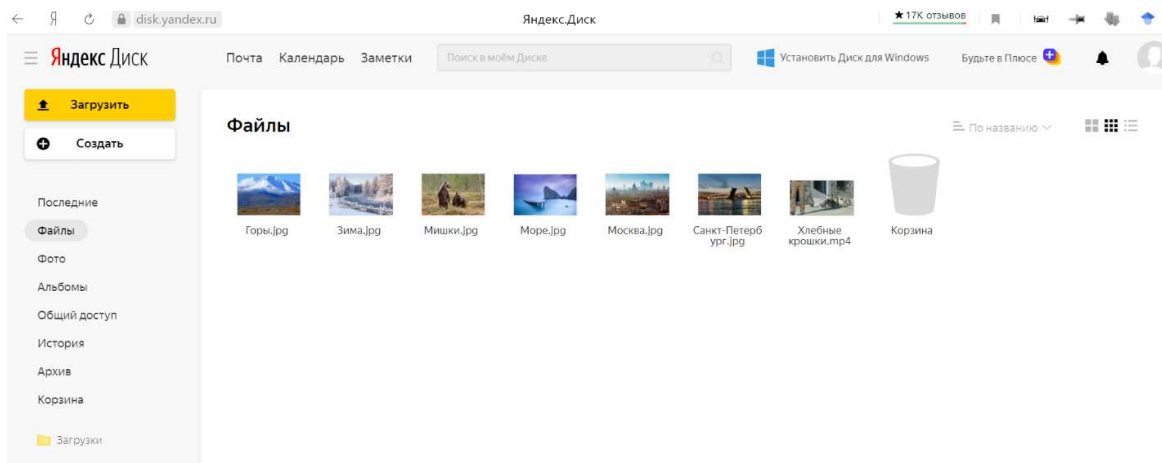 disk.yandex.ru
Яндекс.Диск
★17К отзывов
Яндекс Диск
Почта Календарь Заметки
Поиск в моём Диске
Установить Диск для Windows
Будьте в Плюсе
Загрузить
Создать
Последние
Файлы
Фото
Альбомы
Общий доступ
История
Архив
Корзина
Загрузки
Файлы
По названию
Горы.jpg
Зима.jpg
Мишки.jpg
Море.jpg
Москва.jpg
Санкт-Петерб
ург.jpg
Хлебные
крошки.mp4
Корзина